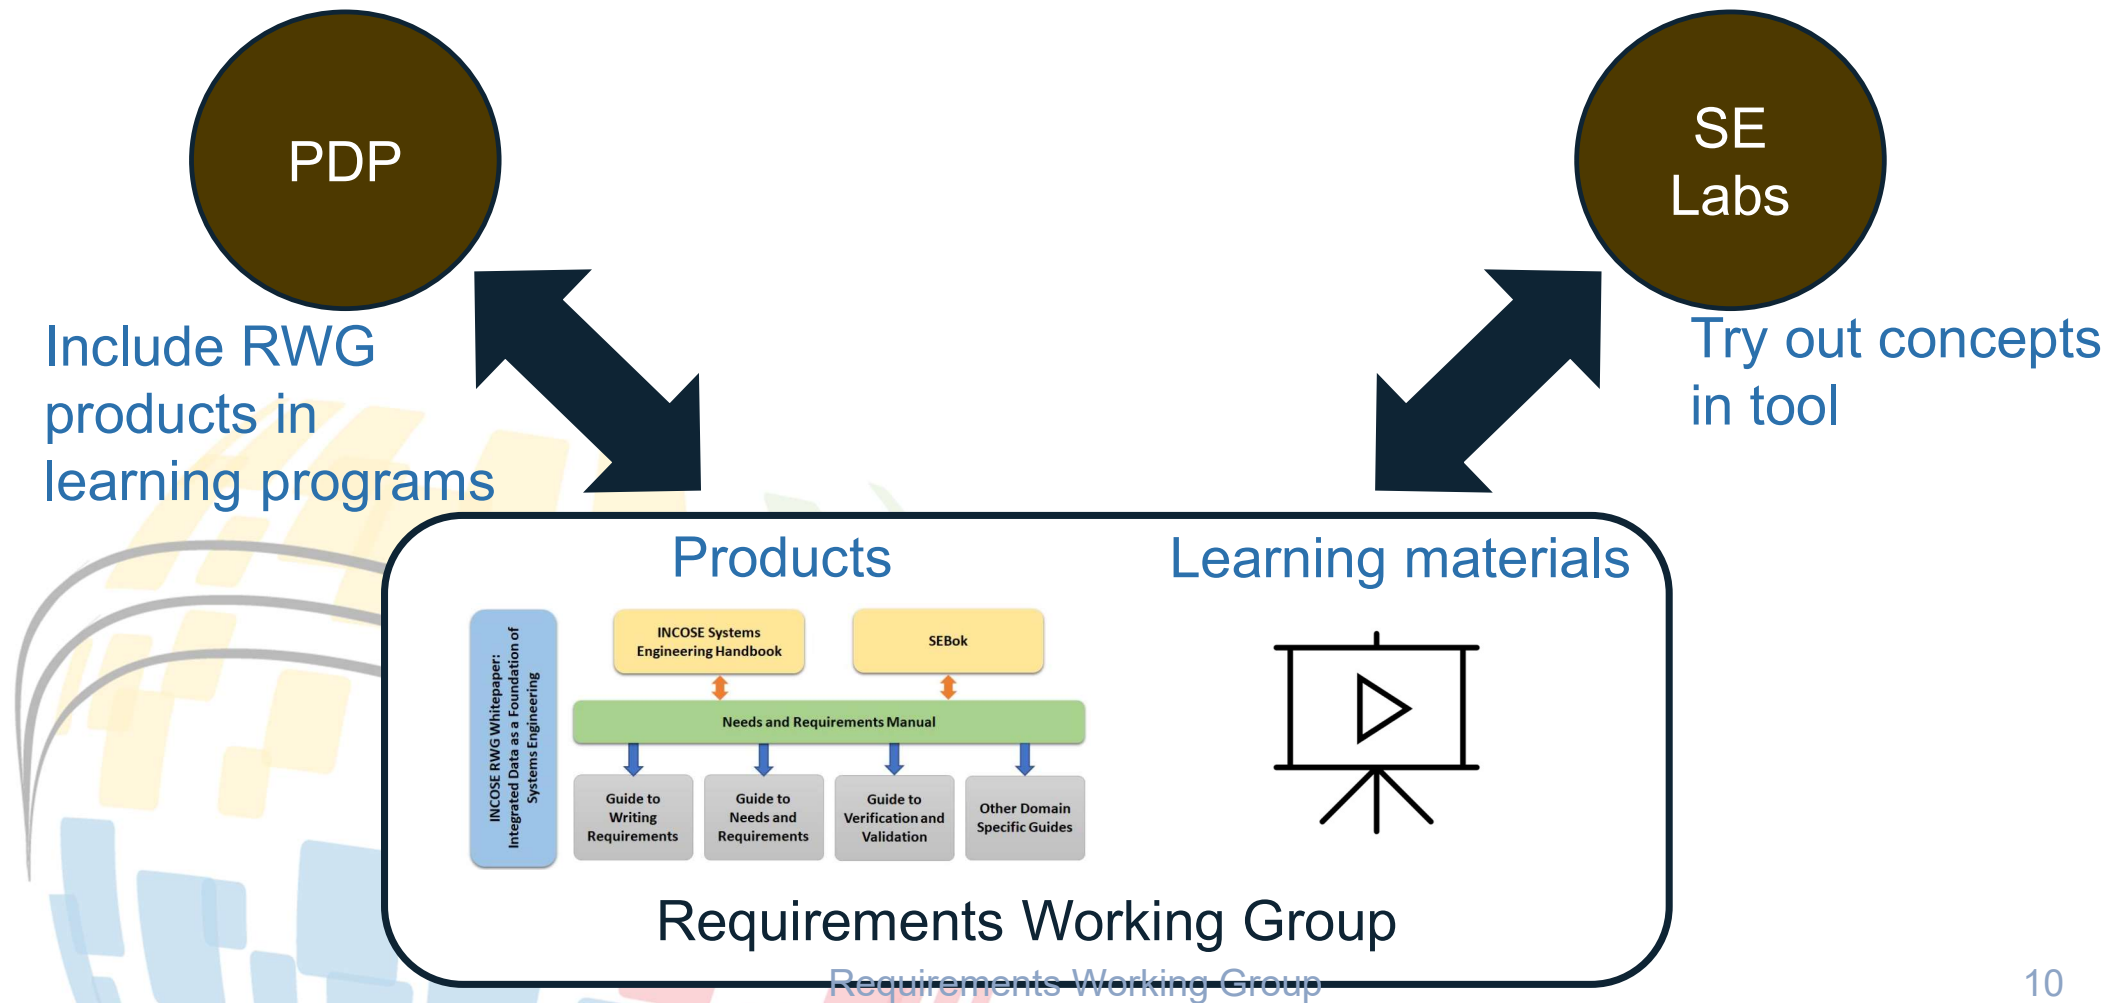 PDP
SE
Labs
Include RWG
products in
learning programs
Try out concepts
in tool
Products
Learning materials
INCOSE RWG Whitepaper:
Integrated Data as a Foundation of
Systems Engineering
INCOSE Systems
Engineering Handbook
SEBok
Needs and Requirements Manual
Guide to
Writing
Requirements
Guide to
Needs and
Requirements
Guide to
Verification and
Validation
Other Domain
Specific Guides
Requirements Working Group
Requirements Working Group
10